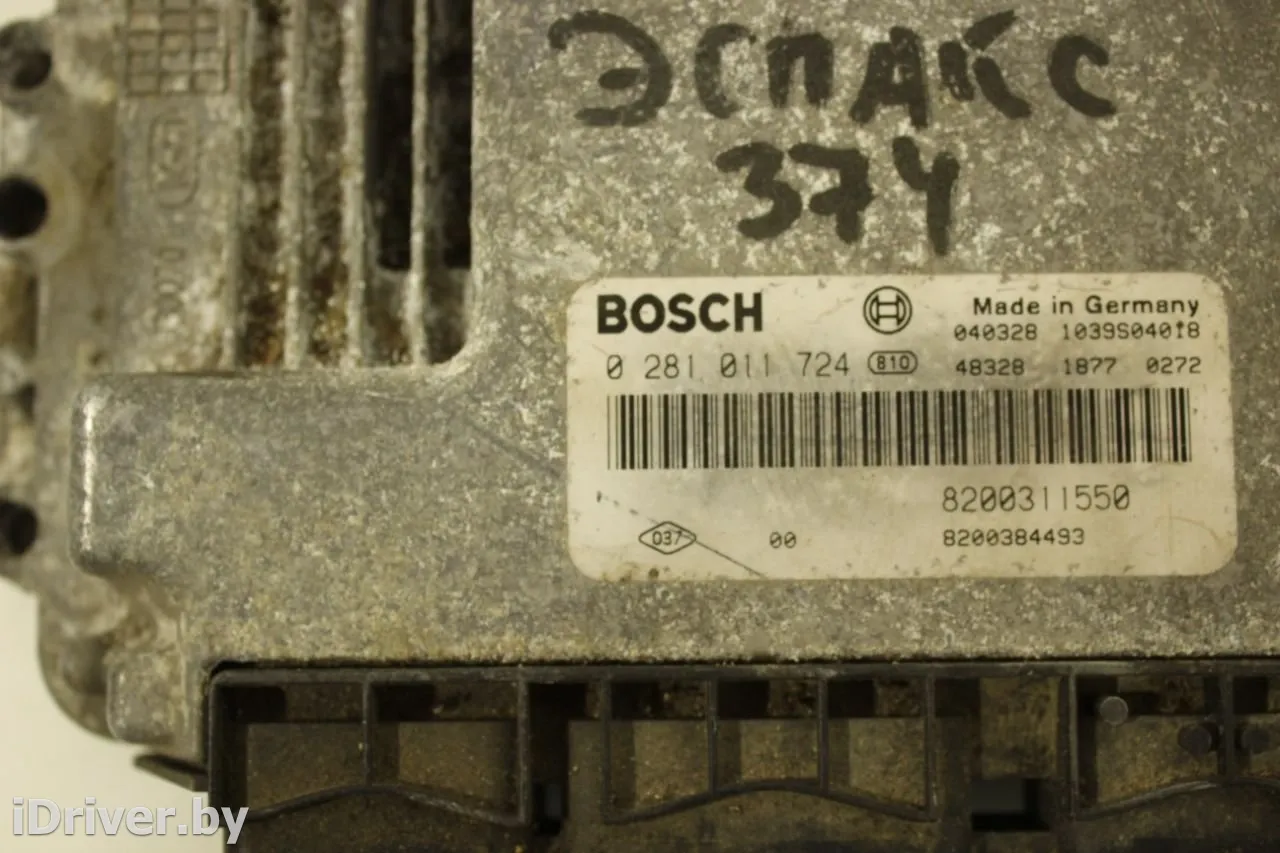 ЭСПАЙС
374
BOSCH
Made in Germany
040328 1039S04018
0 281 011 724 810 48328 1877 0272
8200311550
037 00 8200384493
iDriver.by